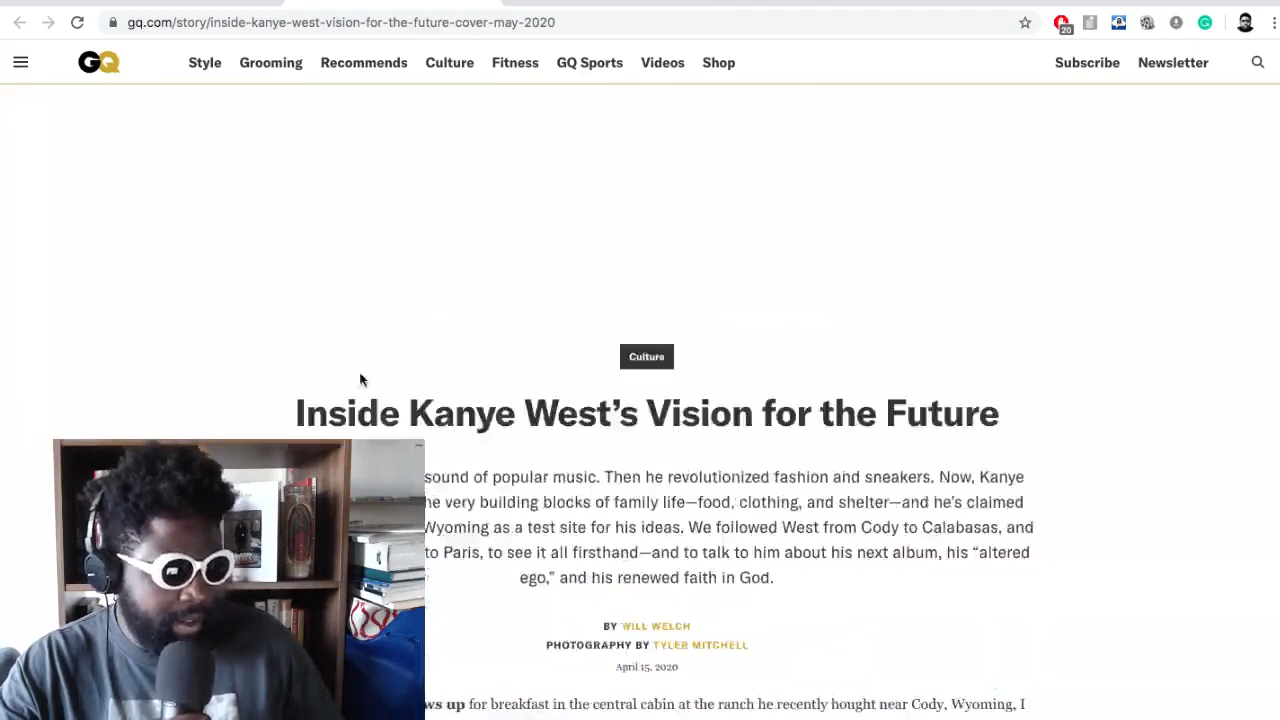 gq.com/story/inside-kanye-west-vision-for-the-future-cover-may-2020
20
GQ Style Grooming Recommends Culture Fitness GQ Sports Videos Shop Subscribe Newsletter
Culture
Inside Kanye West’s Vision for the Future
sound of popular music. Then he revolutionized fashion and sneakers. Now, Kanye
he very building blocks of family life—food, clothing, and shelter—and he’s claimed
Wyoming as a test site for his ideas. We followed West from Cody to Calabasas, and
to Paris, to see it all firsthand—and to talk to him about his next album, his “altered
ego,” and his renewed faith in God.
BY WILL WELCH
PHOTOGRAPHY BY TYLER MITCHELL
April 15, 2020
ws up for breakfast in the central cabin at the ranch he recently bought near Cody, Wyoming, I